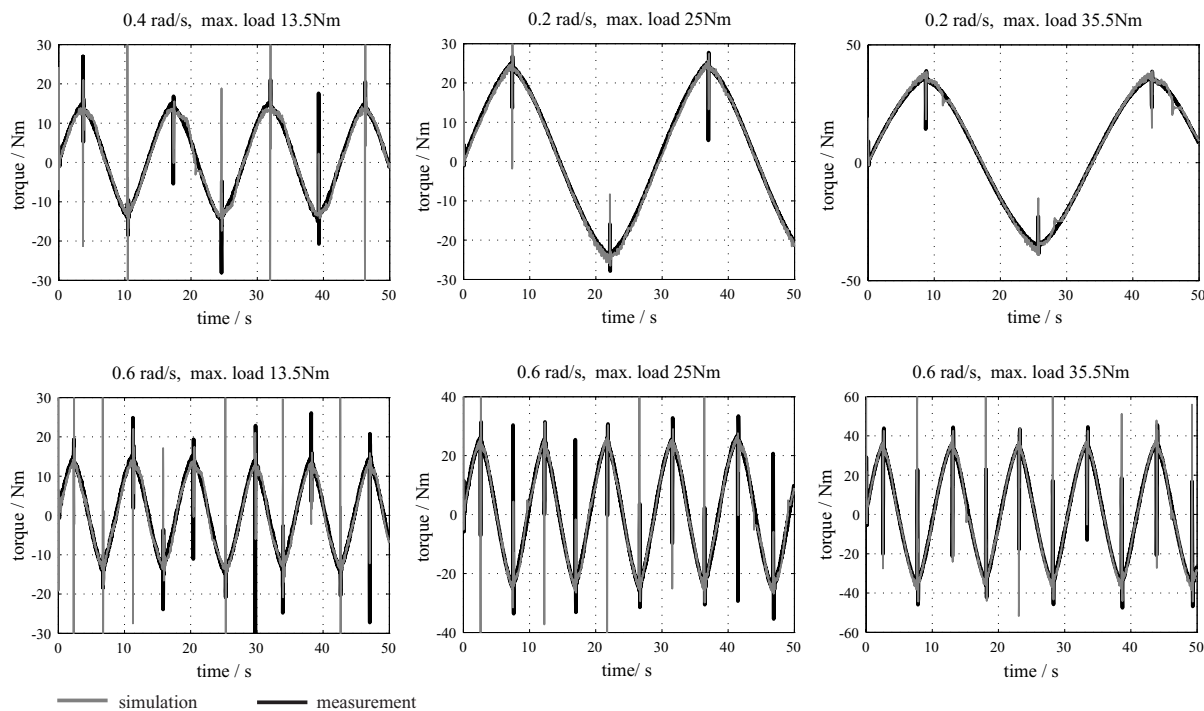 0.4 rad/s, max. load 13.5Nm
0.2 rad/s, max. load 25Nm
0.2 rad/s, max. load 35.5Nm
torque / Nm
30
20
10
0
-10
-20
-30
0 10 20 30 40 50
time / s
torque / Nm
30
20
10
0
-10
-20
-30
0 10 20 30 40 50
time / s
torque / Nm
50
0
-50
0 10 20 30 40 50
time / s
0.6 rad/s, max. load 13.5Nm
0.6 rad/s, max. load 25Nm
0.6 rad/s, max. load 35.5Nm
torque / Nm
30
20
10
0
-10
-20
-30
0 10 20 30 40 50
time / s
torque / Nm
40
20
0
-20
-40
0 10 20 30 40 50
time / s
torque / Nm
60
40
20
0
-20
-40
-60
0 10 20 30 40 50
time / s
simulation
measurement